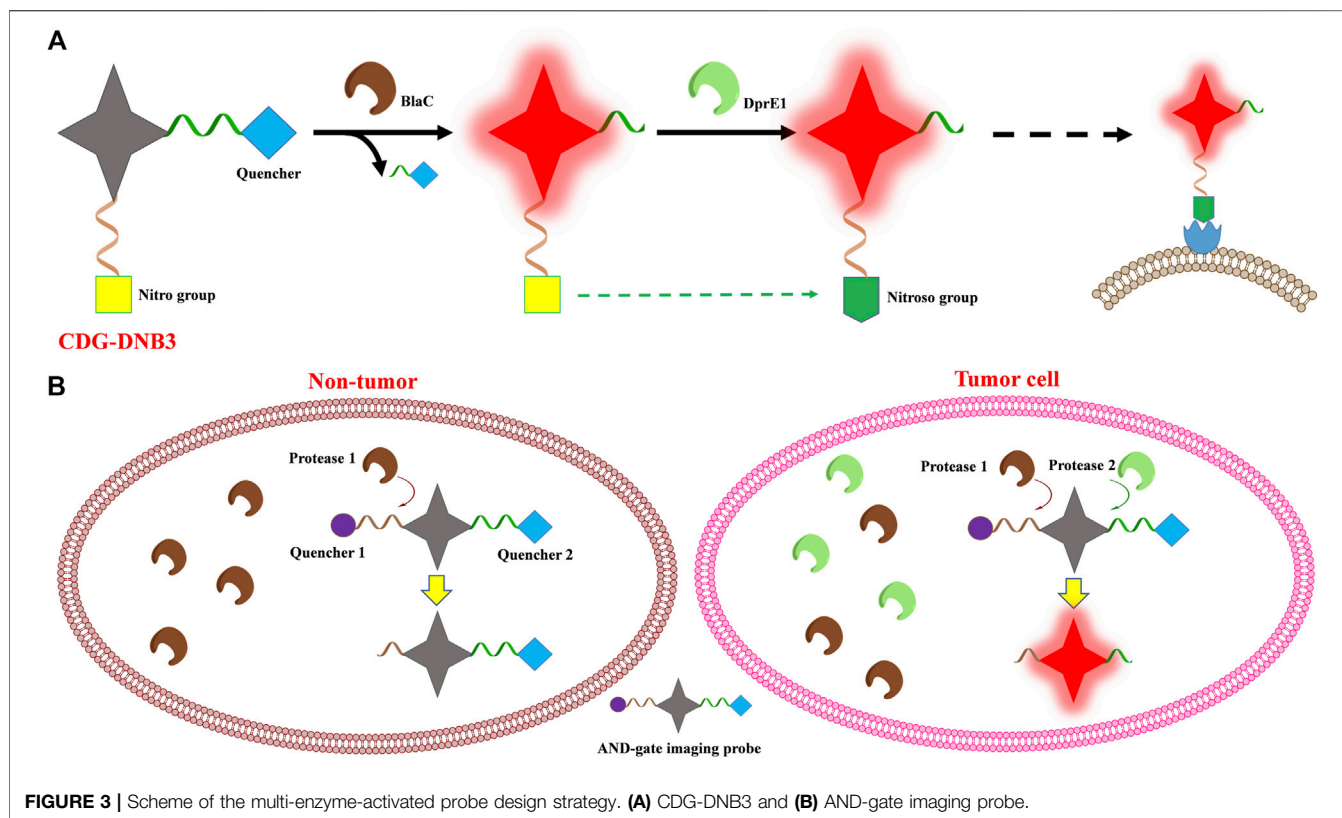 A
BlaC
DprE1
Quencher
Nitro group
Nitroso group
CDG-DNB3
B
Non-tumor
Tumor cell
Protease 1
Protease 1
Protease 2
Quencher 1
Quencher 2
AND-gate imaging probe
FIGURE 3 | Scheme of the multi-enzyme-activated probe design strategy. (A) CDG-DNB3 and (B) AND-gate imaging probe.